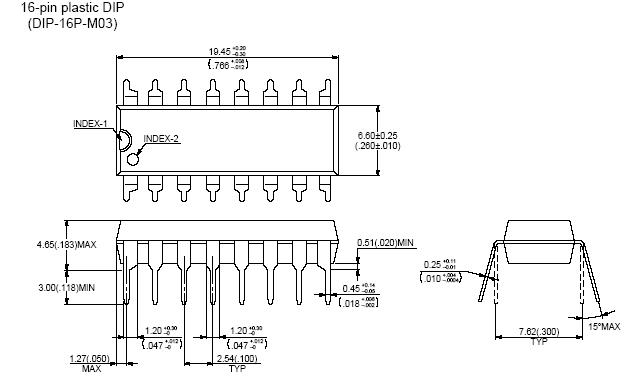 16-pin plastic DIP
(DIP-16P-M03)
19.45 +0.20 -0.30
(.766 +.008 -.012)
INDEX-1
INDEX-2
6.60±0.25
(.260±.010)
4.65(.183)MAX
0.51(.020)MIN
0.25 +0.11 -0.01
(.010 +.004 -.0004)
3.00(.118)MIN
0.45 +0.14 -0.05
(.018 +.006 -.002)
15°MAX
1.20 +0.30 -0
(.047 +.012 -0)
1.20 +0.30 -0
(.047 +.012 -0)
7.62(.300)
TYP
1.27(.050)
MAX
2.54(.100)
TYP